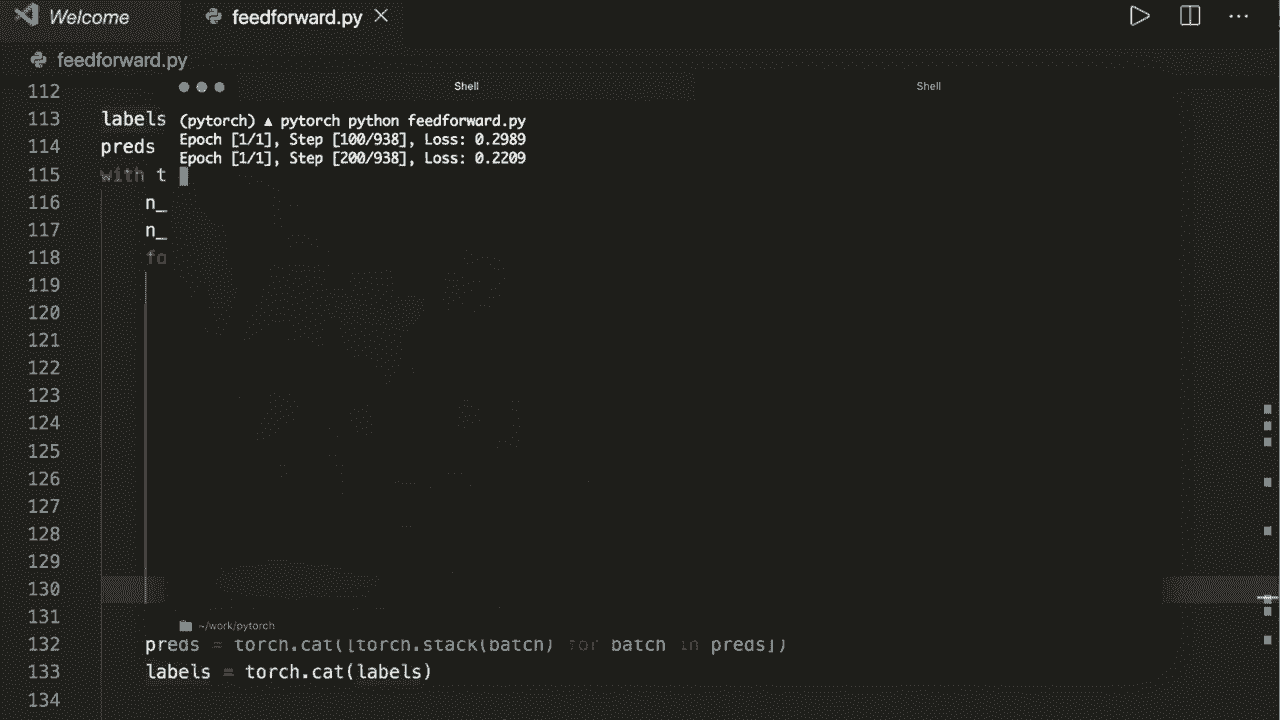 Welcome
feedforward.py
feedforward.py
Shell
Shell
112
113 labels
114 preds
115 with t
116 n_
117 n_
118 fo
119
120
121
122
123
124
125
126
127
128
129
130
131
(pytorch) ▲ pytorch python feedforward.py
Epoch [1/1], Step [100/938], Loss: 0.2989
Epoch [1/1], Step [200/938], Loss: 0.2209
~/work/pytorch
132 preds = torch.cat([torch.stack(batch) for batch in preds])
133 labels = torch.cat(labels)
134